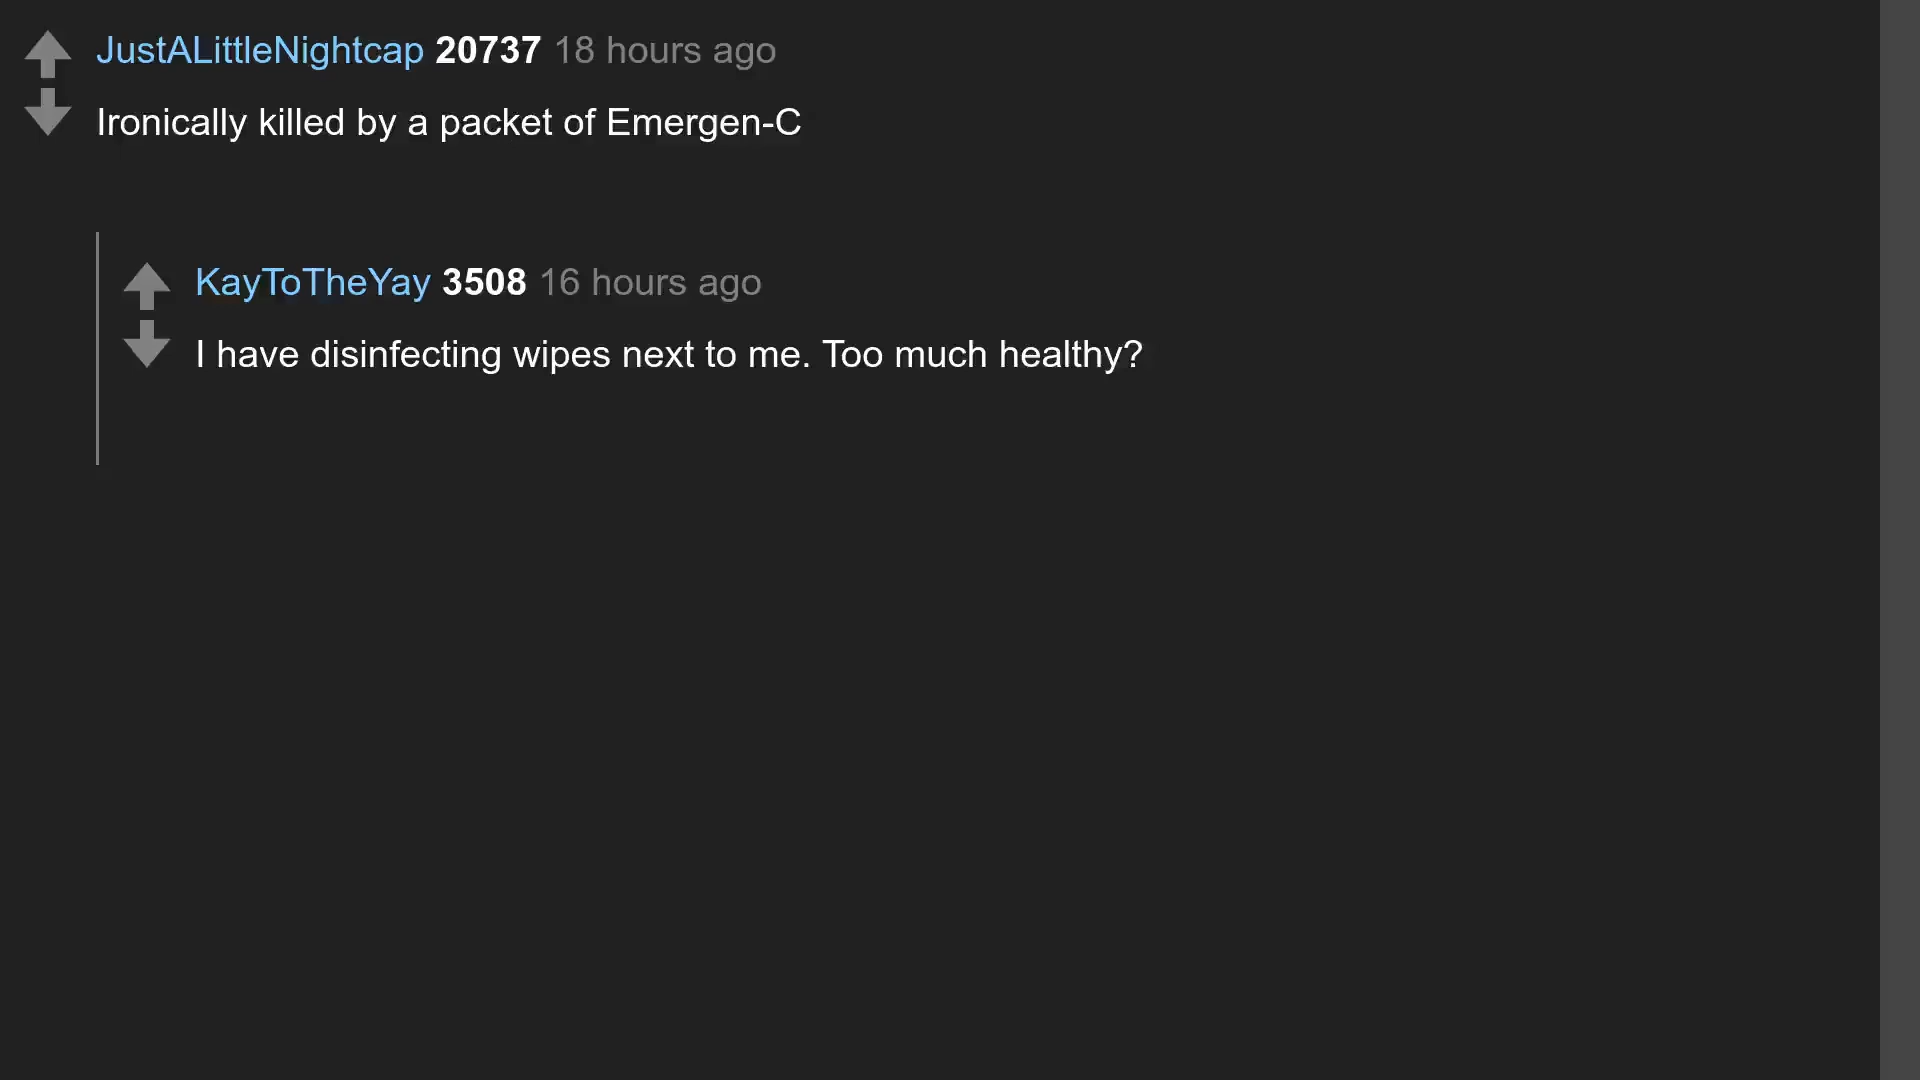 JustALittleNightcap 20737 18 hours ago
Ironically killed by a packet of Emergen-C
KayToTheYay 3508 16 hours ago
I have disinfecting wipes next to me. Too much healthy?